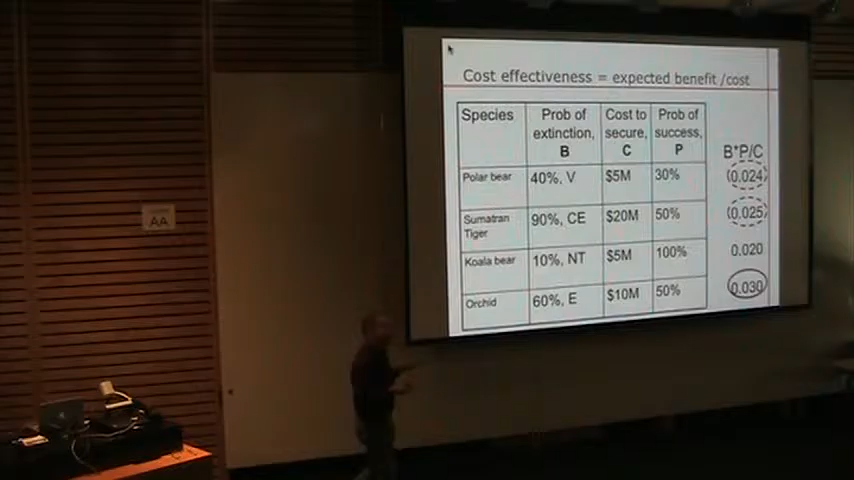 Cost effectiveness = expected benefit /cost
Species
Prob of
extinction,
B
Cost to
secure,
C
Prob of
success,
P
B*P/C
Polar bear
40%, V
$5M
30%
(0.024)
Sumatran
Tiger
90%, CE
$20M
50%
(0.025)
Koala bear
10%, NT
$5M
100%
0.020
Orchid
60%, E
$10M
50%
0.030
AA